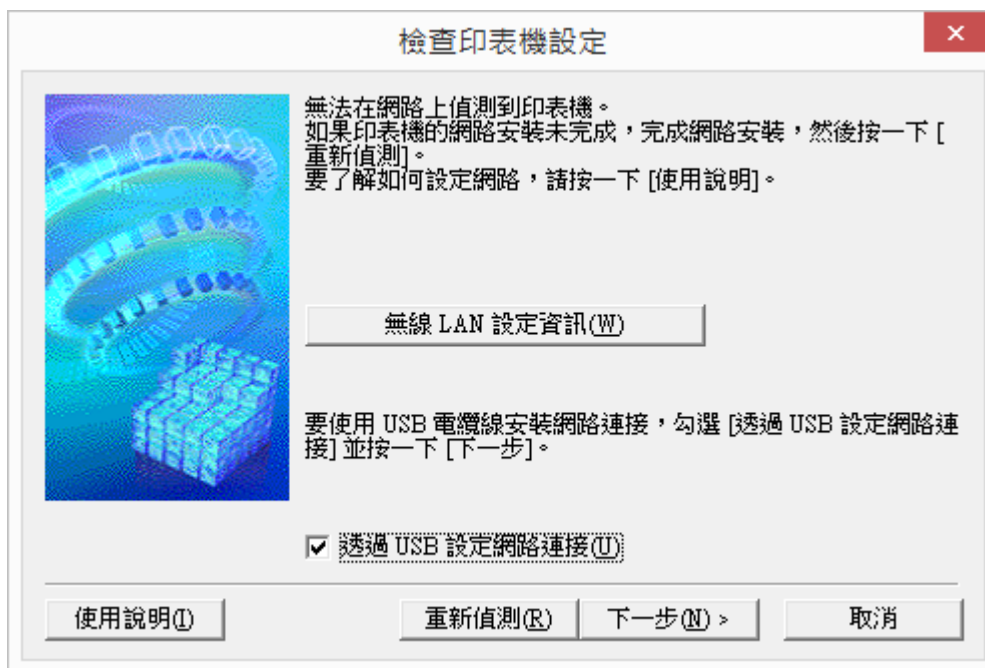 檢查印表機設定
無法在網路上偵測到印表機。
如果印表機的網路安裝未完成，完成網路安裝，然後按一下 [
重新偵測]。
要了解如何設定網路，請按一下 [使用說明]。
無線 LAN 設定資訊(W)
要使用 USB 電纜線安裝網路連接，勾選 [透過 USB 設定網路連
接] 並按一下 [下一步]。
透過 USB 設定網路連接(U)
使用說明(I)
重新偵測(R)
下一步(N) >
取消